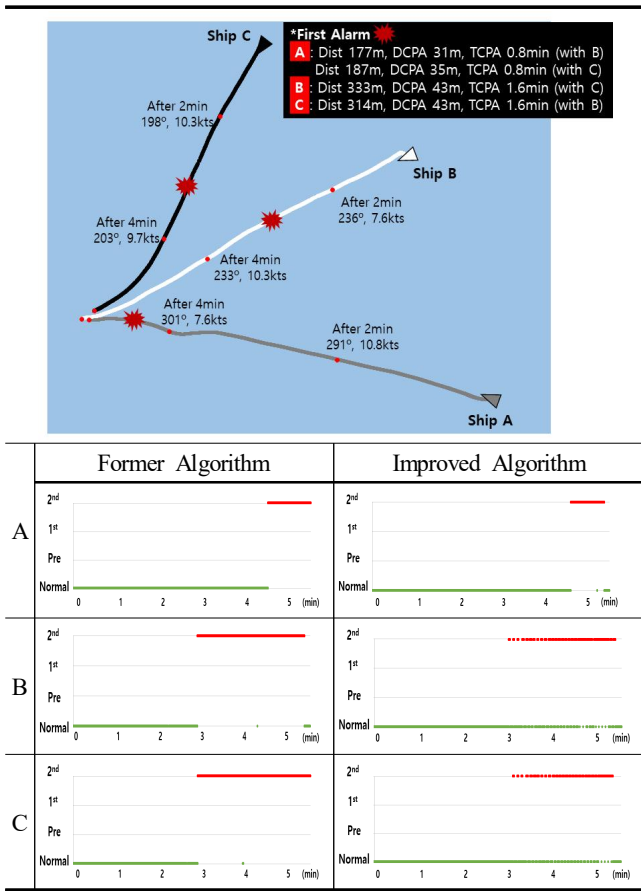 Ship C
*First Alarm
A : Dist 177m, DCPA 31m, TCPA 0.8min (with B)
Dist 187m, DCPA 35m, TCPA 0.8min (with C)
B : Dist 333m, DCPA 43m, TCPA 1.6min (with C)
C : Dist 314m, DCPA 43m, TCPA 1.6min (with B)
After 2min
198°, 10.3kts
Ship B
After 2min
236°, 7.6kts
After 4min
203°, 9.7kts
After 4min
233°, 10.3kts
After 4min
301°, 7.6kts
After 2min
291°, 10.8kts
Ship A
Former Algorithm
Improved Algorithm
A
2nd
1st
Pre
Normal
0 1 2 3 4 5 (min)
2nd
1st
Pre
Normal
0 1 2 3 4 5 (min)
B
2nd
1st
Pre
Normal
0 1 2 3 4 5 (min)
2nd
1st
Pre
Normal
0 1 2 3 4 5 (min)
C
2nd
1st
Pre
Normal
0 1 2 3 4 5 (min)
2nd
1st
Pre
Normal
0 1 2 3 4 5 (min)